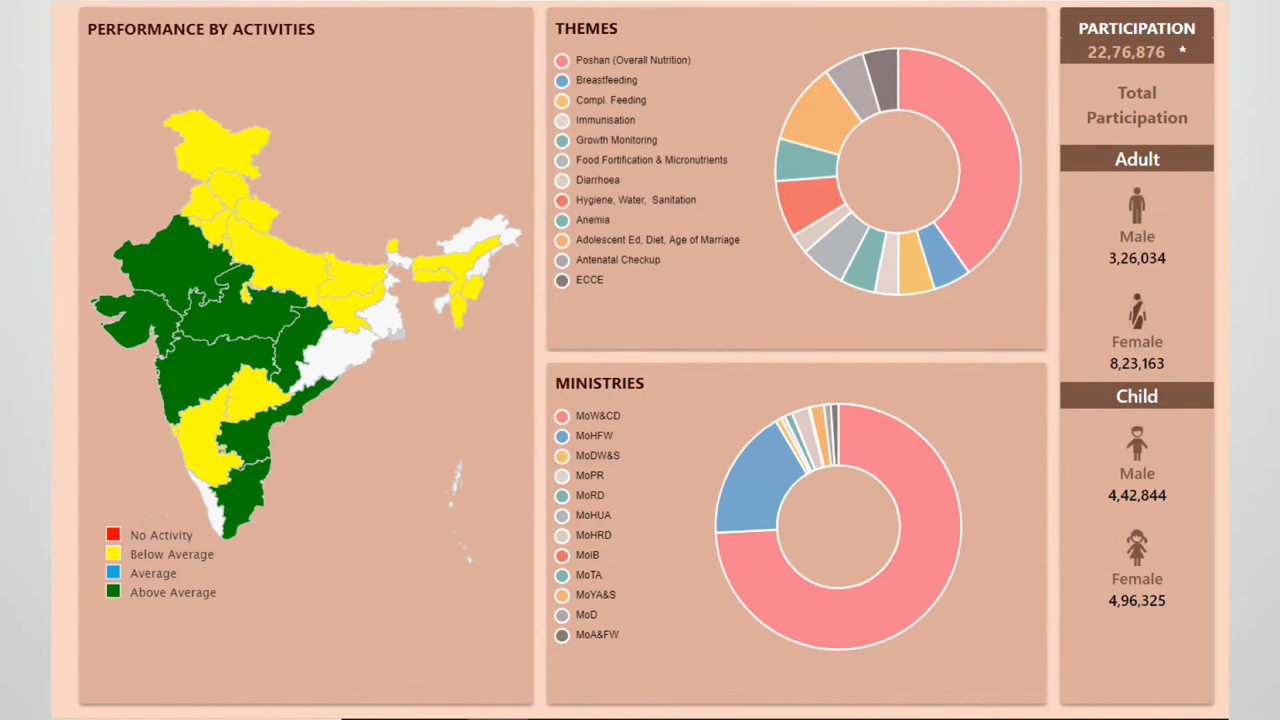 PERFORMANCE BY ACTIVITIES
No Activity
Below Average
Average
Above Average
THEMES
Poshan (Overall Nutrition)
Breastfeeding
Compl. Feeding
Immunisation
Growth Monitoring
Food Fortification & Micronutrients
Diarrhoea
Hygiene, Water, Sanitation
Anemia
Adolescent Ed, Diet, Age of Marriage
Antenatal Checkup
ECCE
MINISTRIES
MoW&CD
MoHFW
MoDW&S
MoPR
MoRD
MoHUA
MoHRD
MoIB
MoTA
MoYA&S
MoD
MoA&FW
PARTICIPATION
22,76,876 *
Total
Participation
Adult
Male
3,26,034
Female
8,23,163
Child
Male
4,42,844
Female
4,96,325